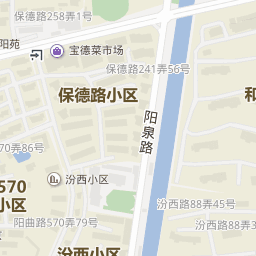 保德路258弄1号
阳苑
宝德菜市场
保德路241弄56号
保德路小区
和
阳泉路
0弄86号
570
小区
汾西小区
汾西路88弄45号
阳曲路570弄79号
汾西路88弄
汾西小区